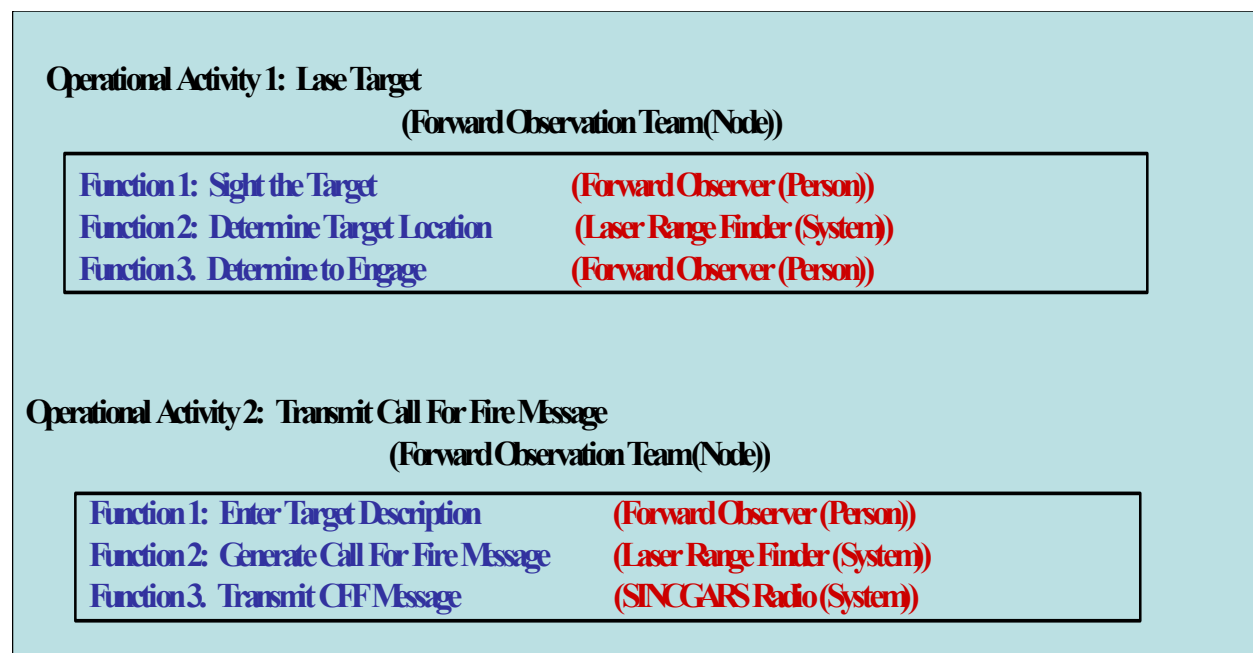 Operational Activity 1: Lase Target
(Forward Observation Team (Node))
Function 1: Sight the Target (Forward Observer (Person))
Function 2: Determine Target Location (Laser Range Finder (System))
Function 3. Determine to Engage (Forward Observer (Person))
Operational Activity 2: Transmit Call For Fire Message
(Forward Observation Team (Node))
Function 1: Enter Target Description (Forward Observer (Person))
Function 2: Generate Call For Fire Message (Laser Range Finder (System))
Function 3. Transmit CFF Message (SINCGARS Radio (System))